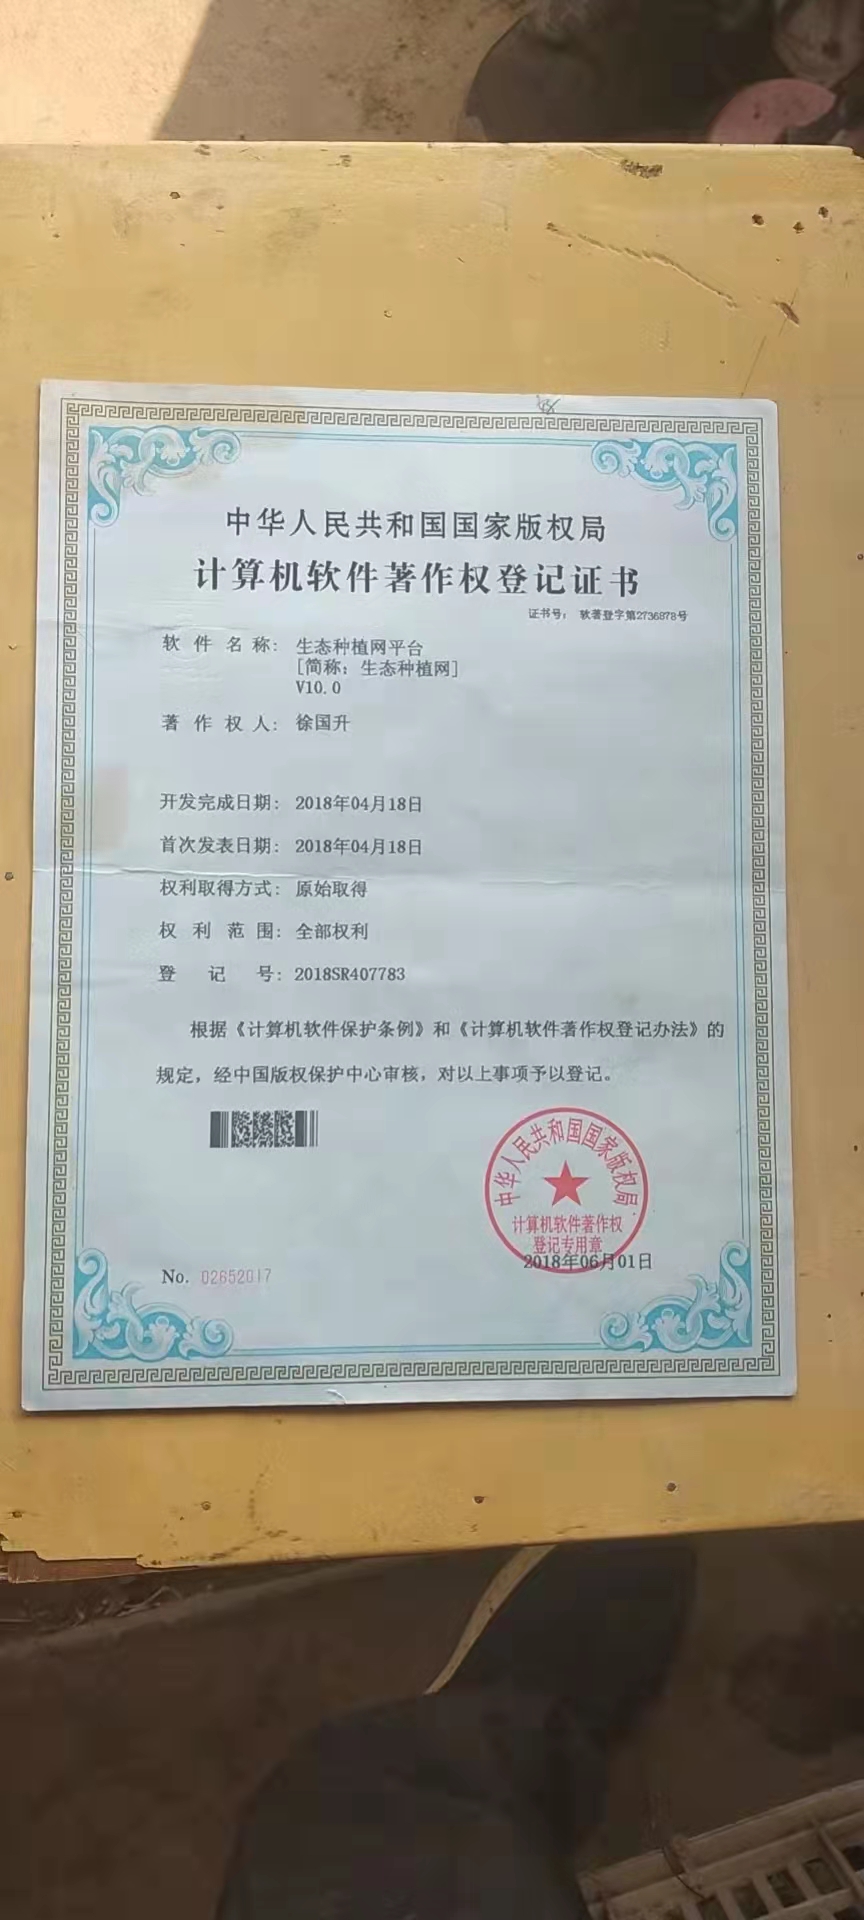 中华人民共和国国家版权局
计算机软件著作权登记证书
证书号： 软著登字第2736878号
软件名称： 生态种植网平台
[简称：生态种植网]
V10.0
著作权人： 徐国升
开发完成日期： 2018年04月18日
首次发表日期： 2018年04月18日
权利取得方式： 原始取得
权利范围： 全部权利
登记号： 2018SR407783
根据《计算机软件保护条例》和《计算机软件著作权登记办法》的
规定，经中国版权保护中心审核，对以上事项予以登记。
中华人民共和国国家版权局
计算机软件著作权
登记专用章
2018年06月01日
No. 02652017